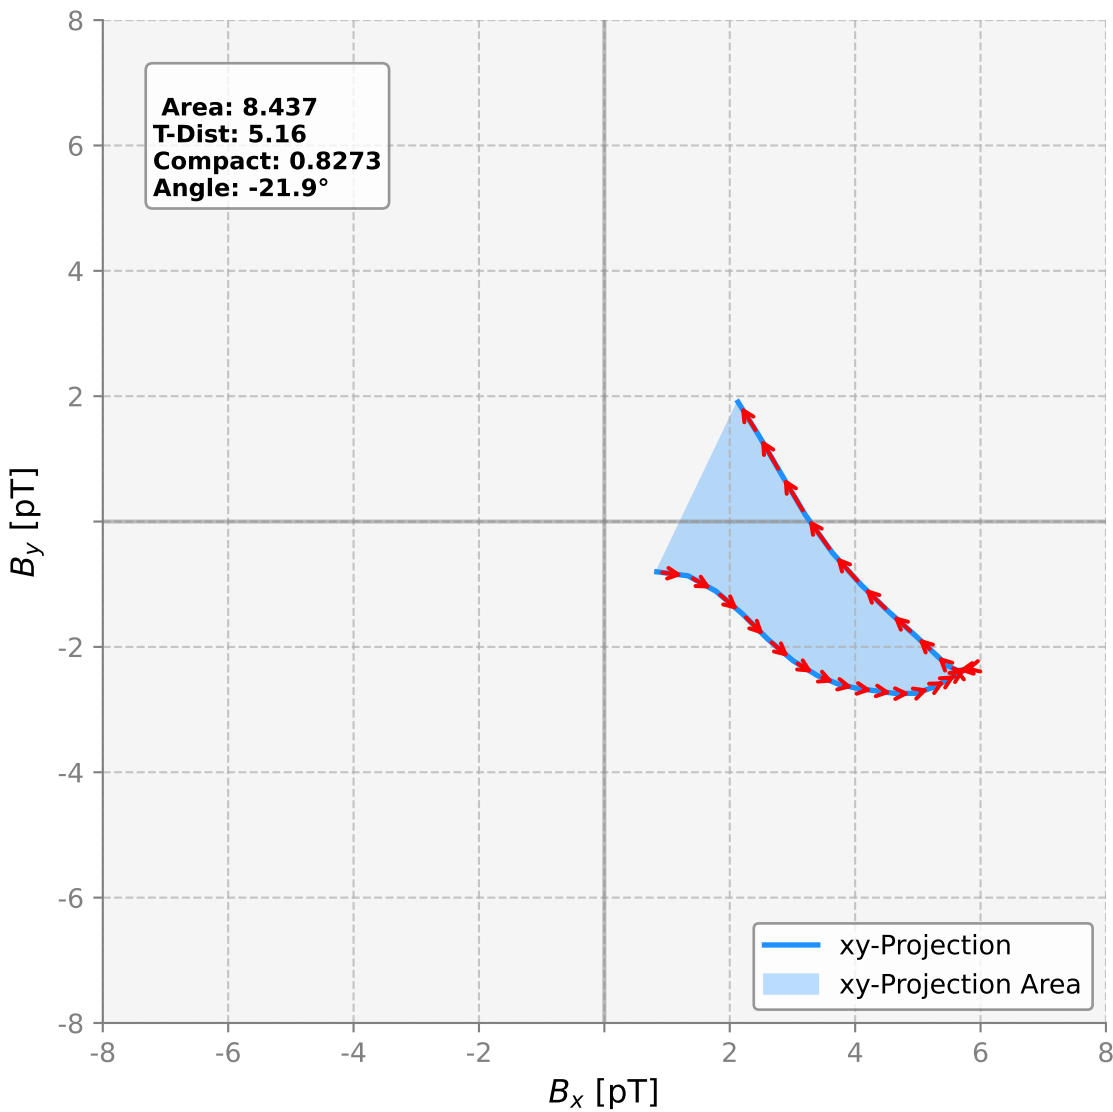 8
6
4
2
-2
-4
-6
-8
-8
-6
-4
-2
2
4
6
8
B_y [pT]
B_x [pT]
Area: 8.437
T-Dist: 5.16
Compact: 0.8273
Angle: -21.9°
xy-Projection
xy-Projection Area